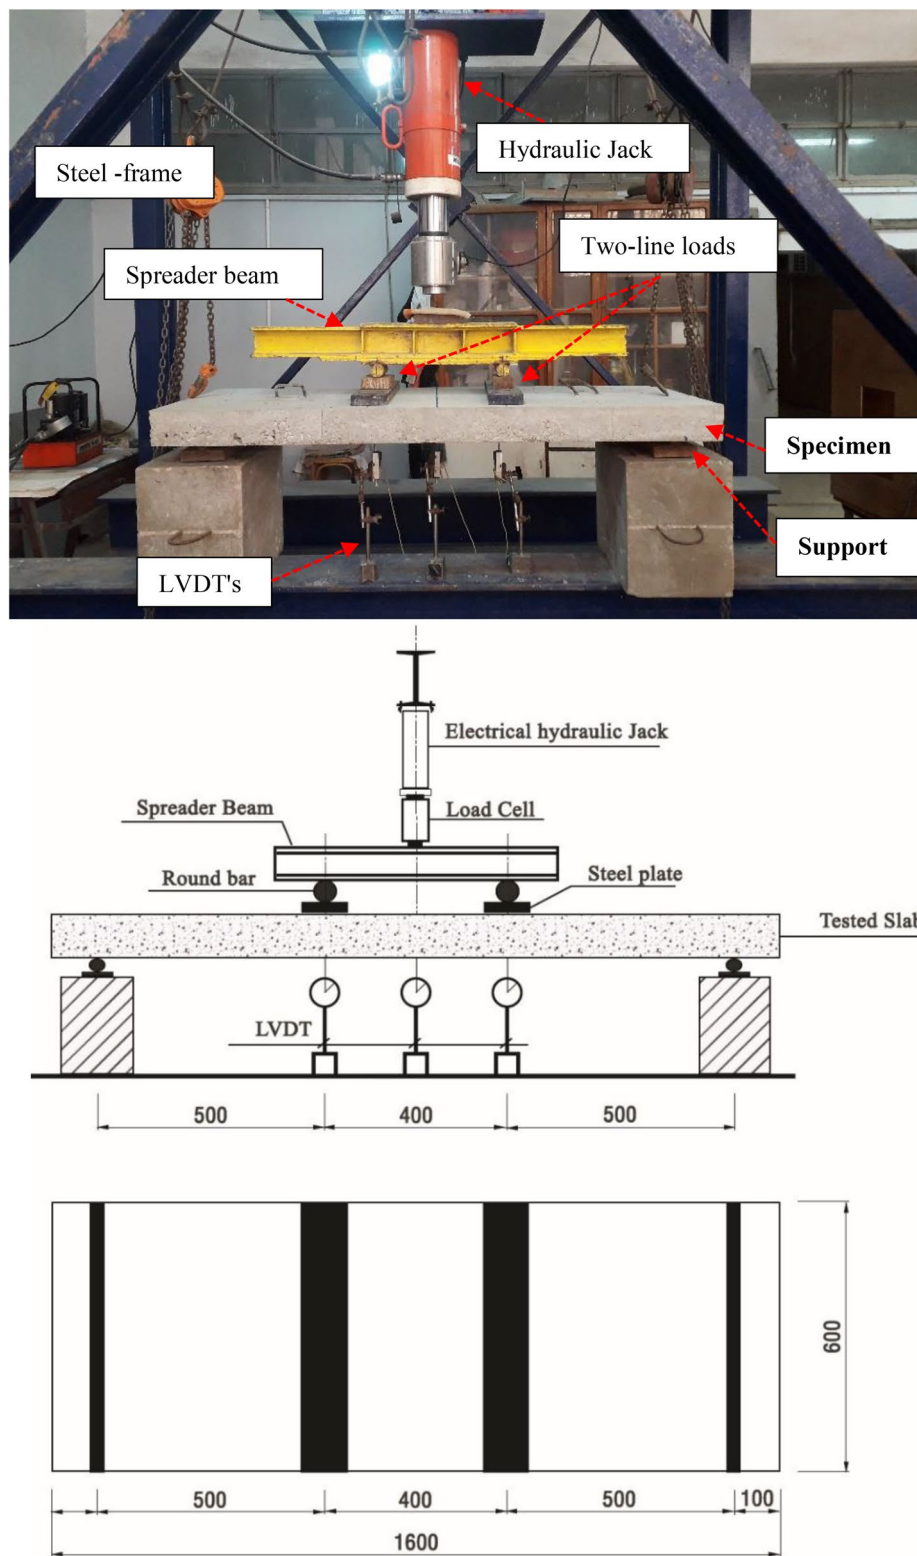 Hydraulic Jack
Steel -frame
Two-line loads
Spreader beam
Specimen
Support
LVDT's
Electrical hydraulic Jack
Spreader Beam
Load Cell
Round bar
Steel plate
Tested Slab
LVDT
500
400
500
600
500
400
500
100
1600